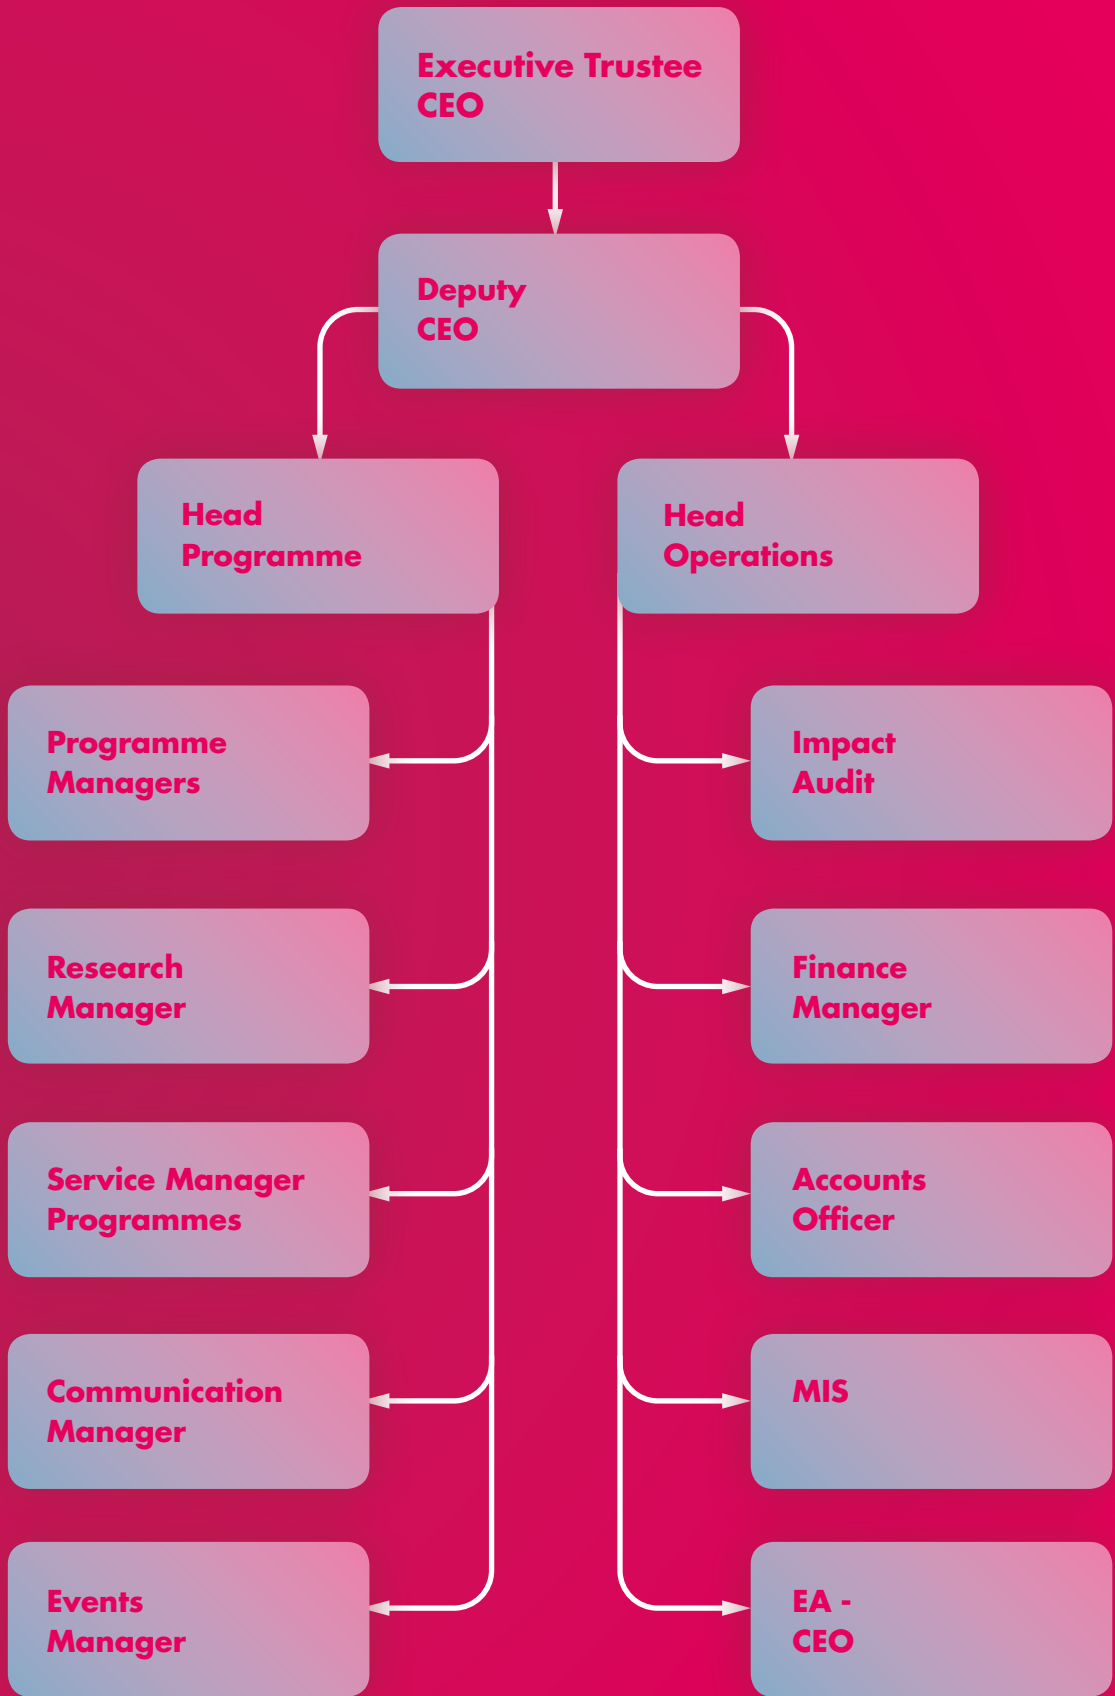 Executive Trustee
CEO
Deputy
CEO
Head
Programme
Head
Operations
Programme
Managers
Impact
Audit
Research
Manager
Finance
Manager
Service Manager
Programmes
Accounts
Officer
Communication
Manager
MIS
Events
Manager
EA -
CEO